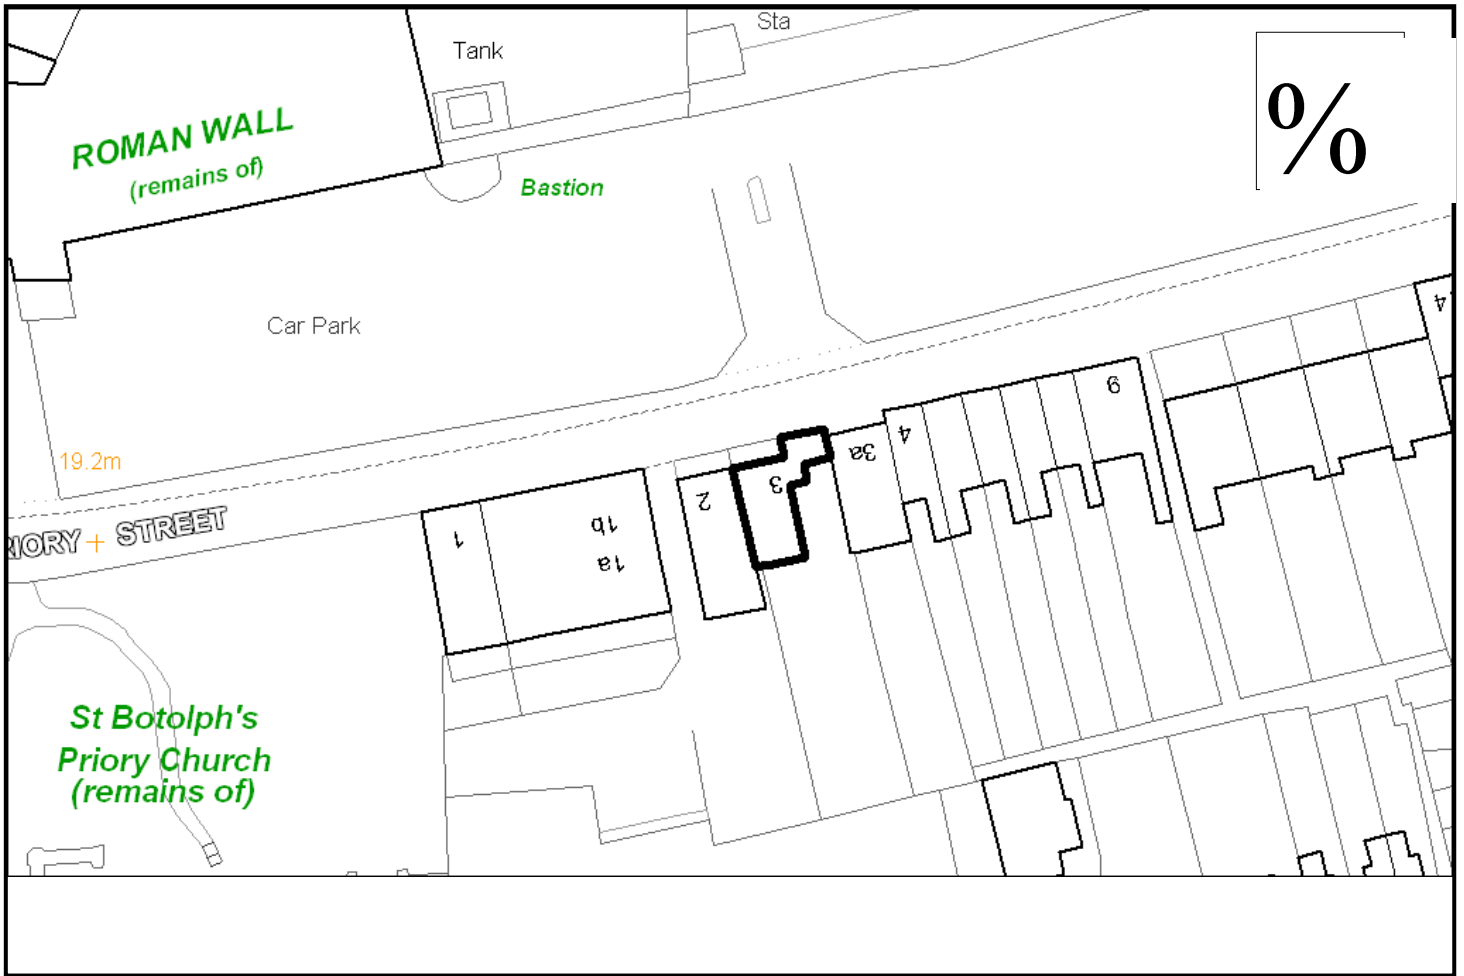 Sta
Tank
%
ROMAN WALL
(remains of)
Bastion
Car Park
4
9
4
3a
19.2m
3
2
RIORY + STREET
1b
1
1a
St Botolph's
Priory Church
(remains of)